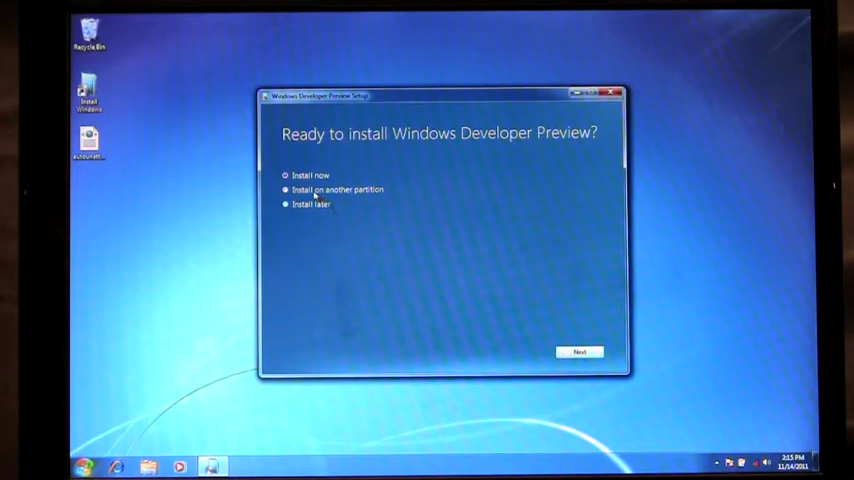 Recycle Bin
Install
Windows
Windows Developer Preview Setup
Ready to install Windows Developer Preview?
Install now
Install on another partition
Install later
Next
2:15 PM
11/14/2011